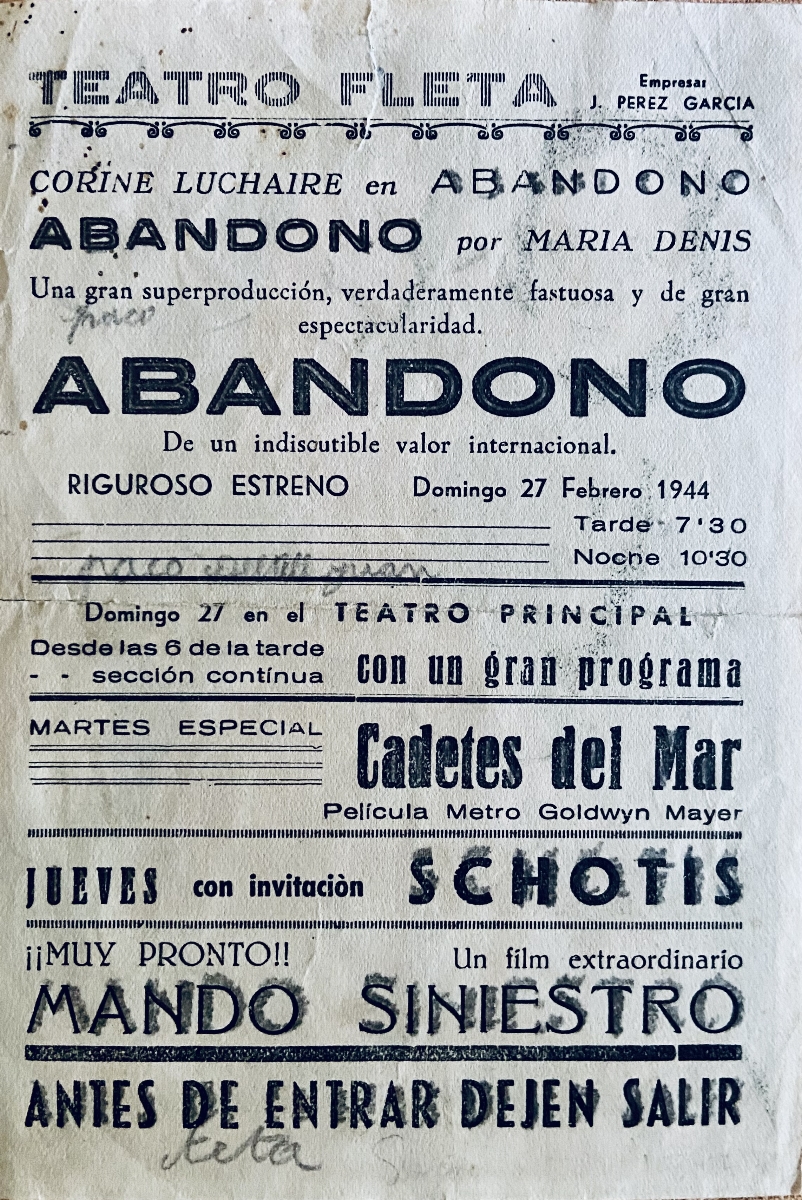 TEATRO FLETA
Empresa:
J. PEREZ GARCIA
CORINE LUCHAIRE en ABANDONO
ABANDONO por MARIA DENIS
Una gran superproducción, verdaderamente fastuosa y de gran
espectacularidad.
paco
ABANDONO
De un indiscutible valor internacional.
RIGUROSO ESTRENO Domingo 27 Febrero 1944
Tarde 7'30
Noche 10'30
paco juan
Domingo 27 en el TEATRO PRINCIPAL
Desde las 6 de la tarde
- - sección contínua
con un gran programa
MARTES ESPECIAL
Cadetes del Mar
Película Metro Goldwyn Mayer
JUEVES con invitaciòn SCHOTIS
¡¡MUY PRONTO!! Un film extraordinario
MANDO SINIESTRO
ANTES DE ENTRAR DEJEN SALIR
teta